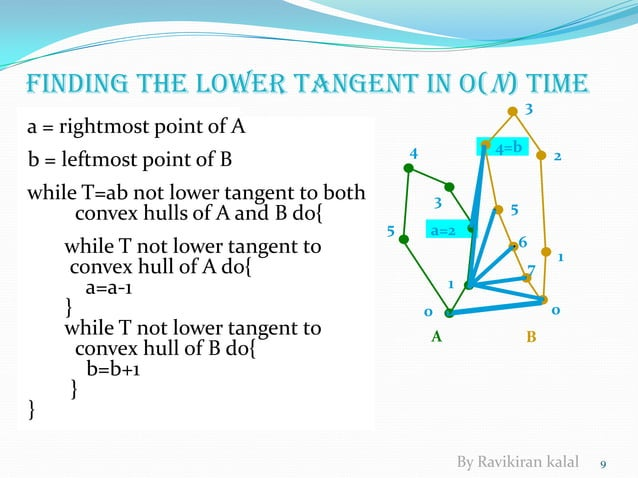 FINDING THE LOWER TANGENT IN O(N) TIME
a = rightmost point of A
b = leftmost point of B
while T=ab not lower tangent to both
convex hulls of A and B do{
while T not lower tangent to
convex hull of A do{
a=a-1
}
while T not lower tangent to
convex hull of B do{
b=b+1
}
}
3
4=b
4
2
3
5
5
a=2
6
1
7
1
0
0
A
B
By Ravikiran kalal
9